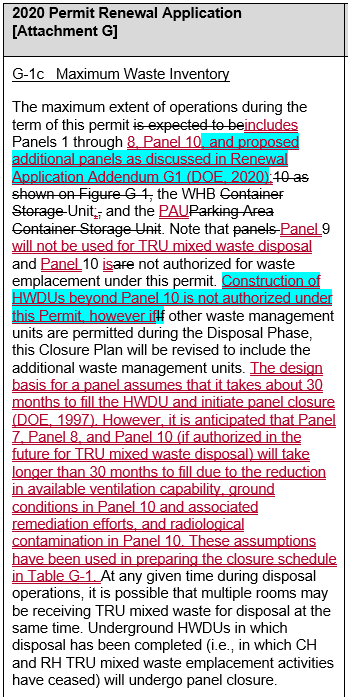 2020 Permit Renewal Application
[Attachment G]
G-1c   Maximum Waste Inventory
The maximum extent of operations during the
term of this permit is expected to beincludes
Panels 1 through 8, Panel 10, and proposed
additional panels as discussed in Renewal
Application Addendum G1 (DOE, 2020);10 as
shown on Figure G-1, the WHB Container
Storage Unit;, and the PAUParking Area
Container Storage Unit. Note that panels Panel 9
will not be used for TRU mixed waste disposal
and Panel 10 isare not authorized for waste
emplacement under this permit. Construction of
HWDUs beyond Panel 10 is not authorized under
this Permit, however ifIf other waste management
units are permitted during the Disposal Phase,
this Closure Plan will be revised to include the
additional waste management units. The design
basis for a panel assumes that it takes about 30
months to fill the HWDU and initiate panel closure
(DOE, 1997). However, it is anticipated that Panel
7, Panel 8, and Panel 10 (if authorized in the
future for TRU mixed waste disposal) will take
longer than 30 months to fill due to the reduction
in available ventilation capability, ground
conditions in Panel 10 and associated
remediation efforts, and radiological
contamination in Panel 10. These assumptions
have been used in preparing the closure schedule
in Table G-1. At any given time during disposal
operations, it is possible that multiple rooms may
be receiving TRU mixed waste for disposal at the
same time. Underground HWDUs in which
disposal has been completed (i.e., in which CH
and RH TRU mixed waste emplacement activities
have ceased) will undergo panel closure.